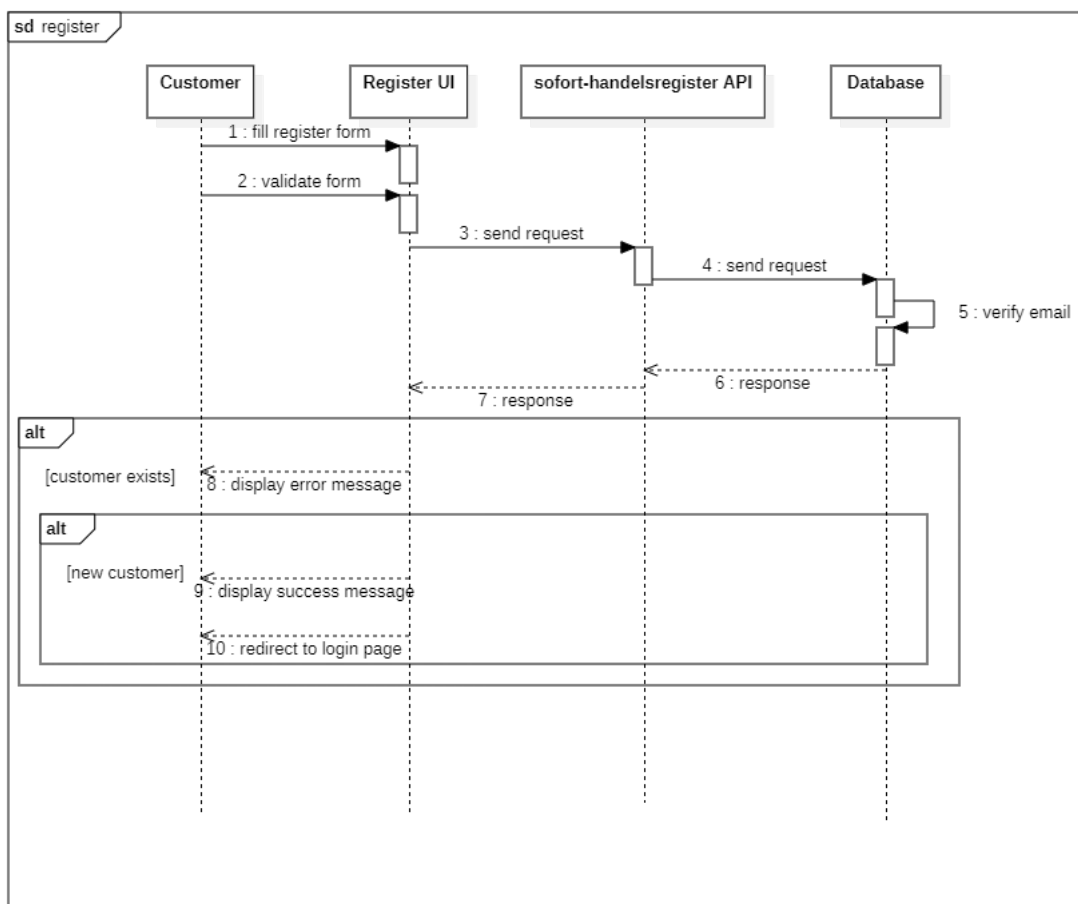 sd register
Customer
Register UI
sofort-handelsregister API
Database
1 : fill register form
2 : validate form
3 : send request
4 : send request
5 : verify email
6 : response
7 : response
alt
[customer exists]
8 : display error message
alt
[new customer]
9 : display success message
10 : redirect to login page